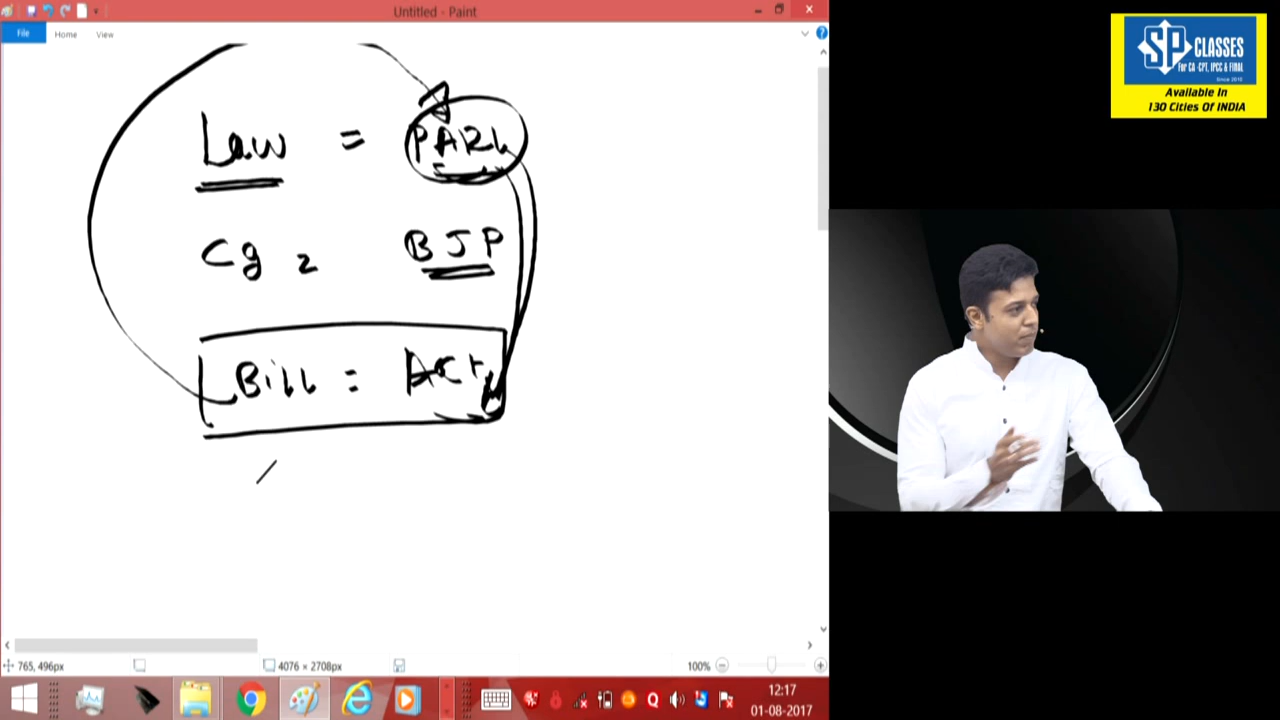 Untitled - Paint
File Home View
Law = PARL
Cg 2 BJP
Bill = ACT
765, 496px
4076 × 2708px
100%
12:17
01-08-2017
SP CLASSES
For CA -CPT, IPCC & FINAL
Since 2010
Available In
130 Cities Of INDIA